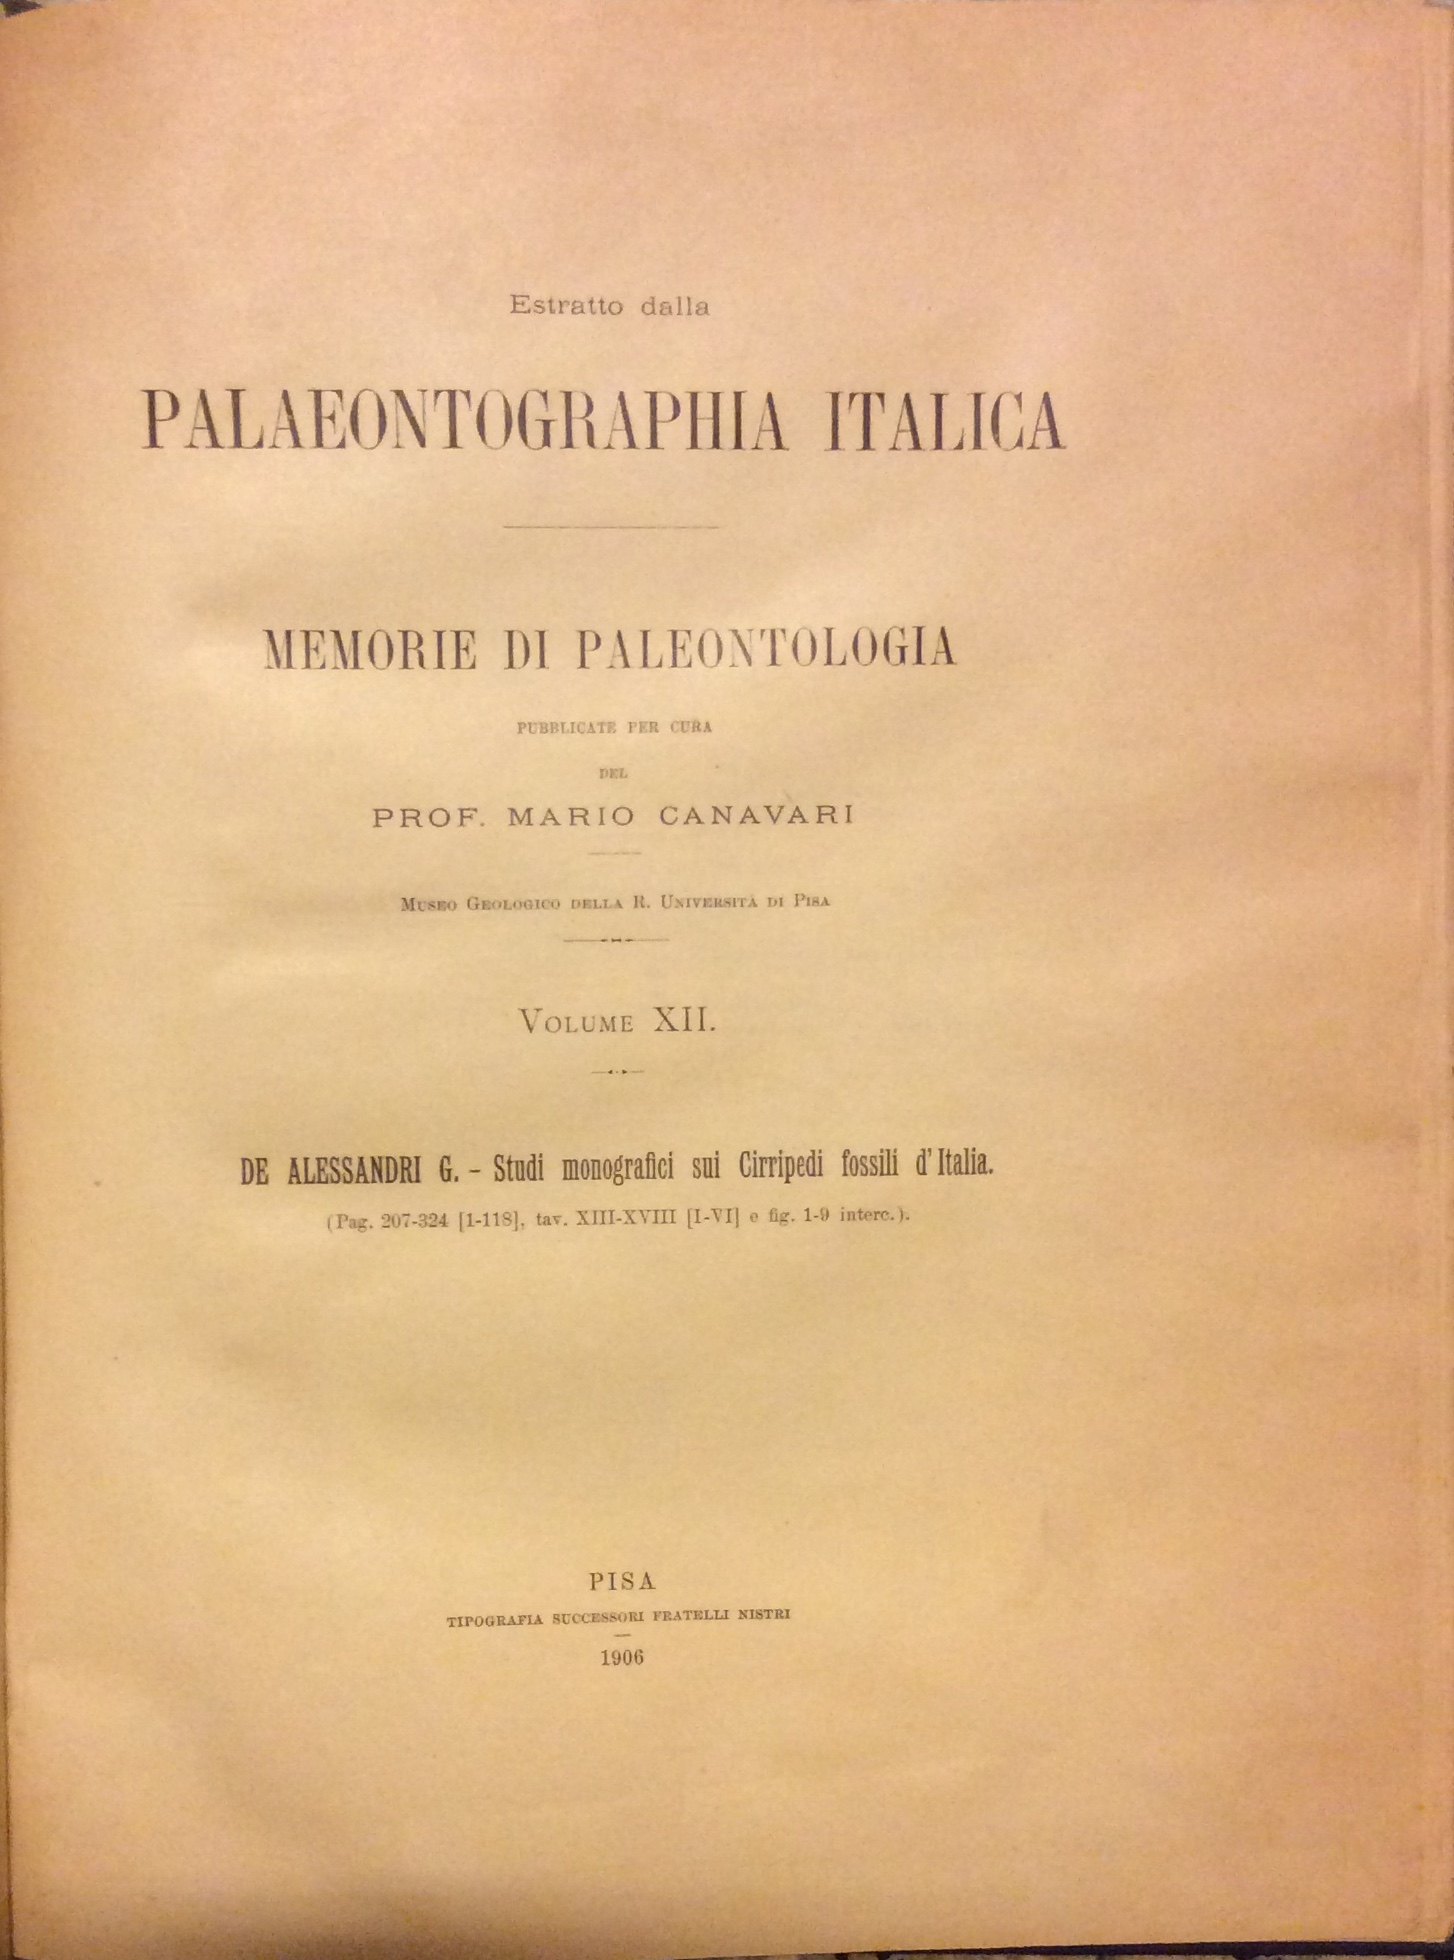 Estratto dalla
PALAEONTOGRAPHIA ITALICA
MEMORIE DI PALEONTOLOGIA
PUBBLICATE PER CURA
DEL
PROF. MARIO CANAVARI
MUSEO GEOLOGICO DELLA R. UNIVERSITÀ DI PISA
VOLUME XII.
DE ALESSANDRI G. – Studi monografici sui Cirripedi fossili d'Italia.
(Pag. 207-324 [1-118], tav. XIII-XVIII [I-VI] e fig. 1-9 interc.).
PISA
TIPOGRAFIA SUCCESSORI FRATELLI NISTRI
1906